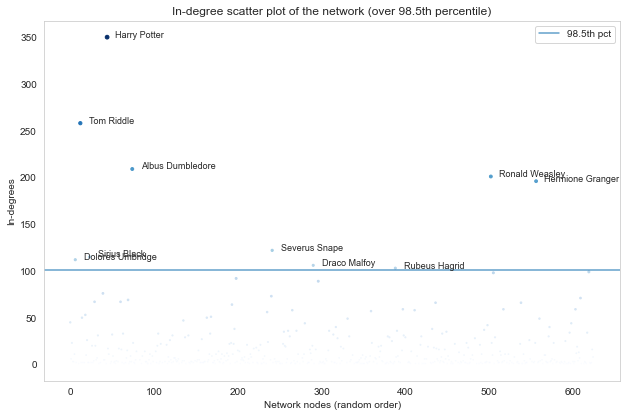 In-degree scatter plot of the network (over 98.5th percentile)
98.5th pct
350
Harry Potter
300
250
Tom Riddle
200
Albus Dumbledore
Ronald Weasley
Hermione Granger
150
In-degrees
Severus Snape
Sirius Black
Dolores Umbridge
Draco Malfoy
Rubeus Hagrid
100
50
0
0 100 200 300 400 500 600
Network nodes (random order)